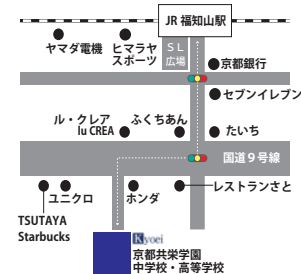 JR 福知山駅
ヤマダ電機
ヒマラヤ
スポーツ
SL
広場
京都銀行
セブンイレブン
ル・クレア
lu CREA
ふくちあん
たいち
国道９号線
ユニクロ
ホンダ
レストランさと
TSUTAYA
Starbucks
Kyoei
京都共栄学園
中学校・高等学校